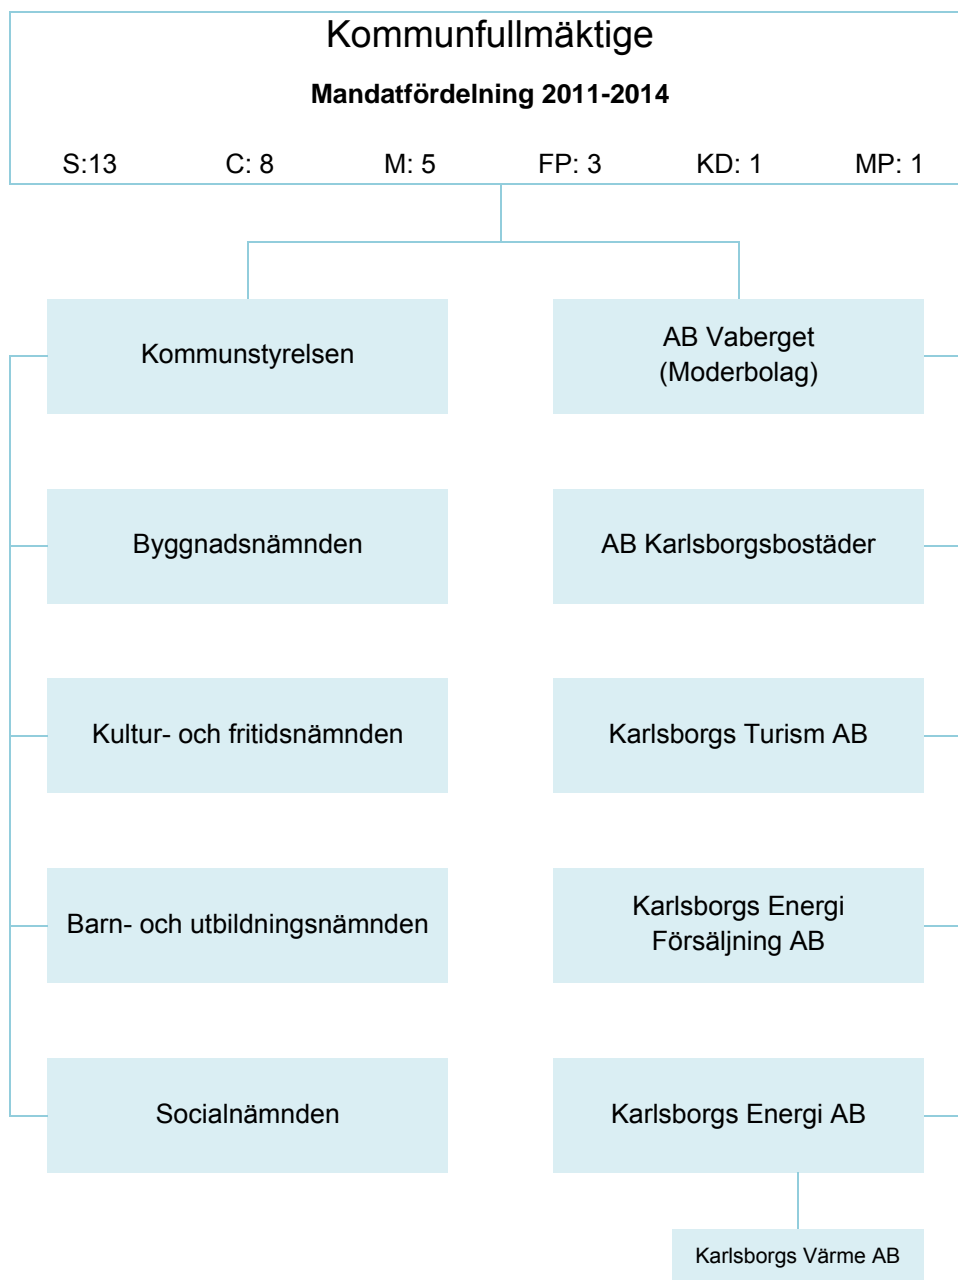 Kommunfullmäktige
Mandatfördelning 2011-2014
S:13 C: 8 M: 5 FP: 3 KD: 1 MP: 1
Kommunstyrelsen
AB Vaberget
(Moderbolag)
Byggnadsnämnden
AB Karlsborgsbostäder
Kultur- och fritidsnämnden
Karlsborgs Turism AB
Barn- och utbildningsnämnden
Karlsborgs Energi
Försäljning AB
Socialnämnden
Karlsborgs Energi AB
Karlsborgs Värme AB